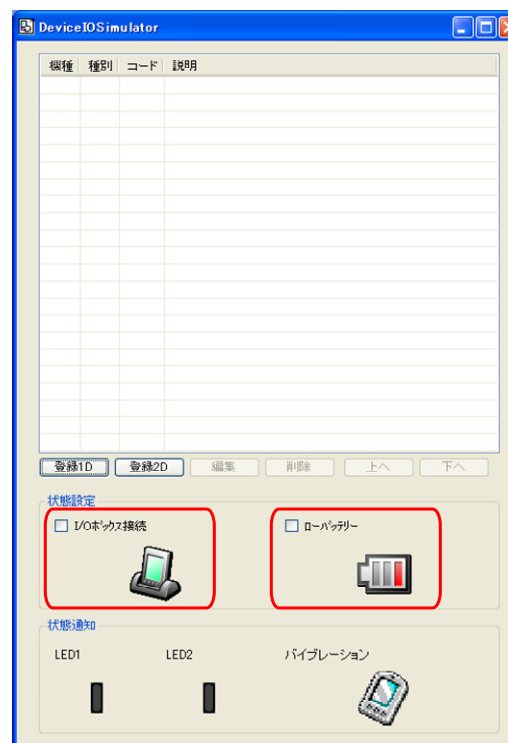 DeviceIOSimulator
機種 種別 コード 説明
登録1D 登録2D 編集 削除 上へ 下へ
状態設定
I/Oボックス接続 ローバッテリー
状態通知
LED1 LED2 バイブレーション